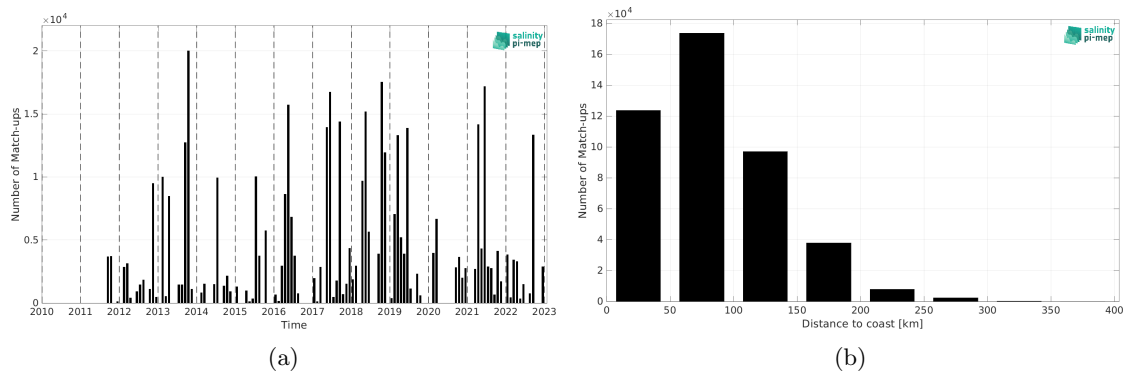 ×10⁴
2
1.5
1
0.5
0
Number of Match-ups
2010 2011 2012 2013 2014 2015 2016 2017 2018 2019 2020 2021 2022 2023
Time
salinity
pi-mep
(a)
×10⁴
18
16
14
12
10
8
6
4
2
0
Number of Match-ups
0 50 100 150 200 250 300 350 400
Distance to coast [km]
salinity
pi-mep
(b)